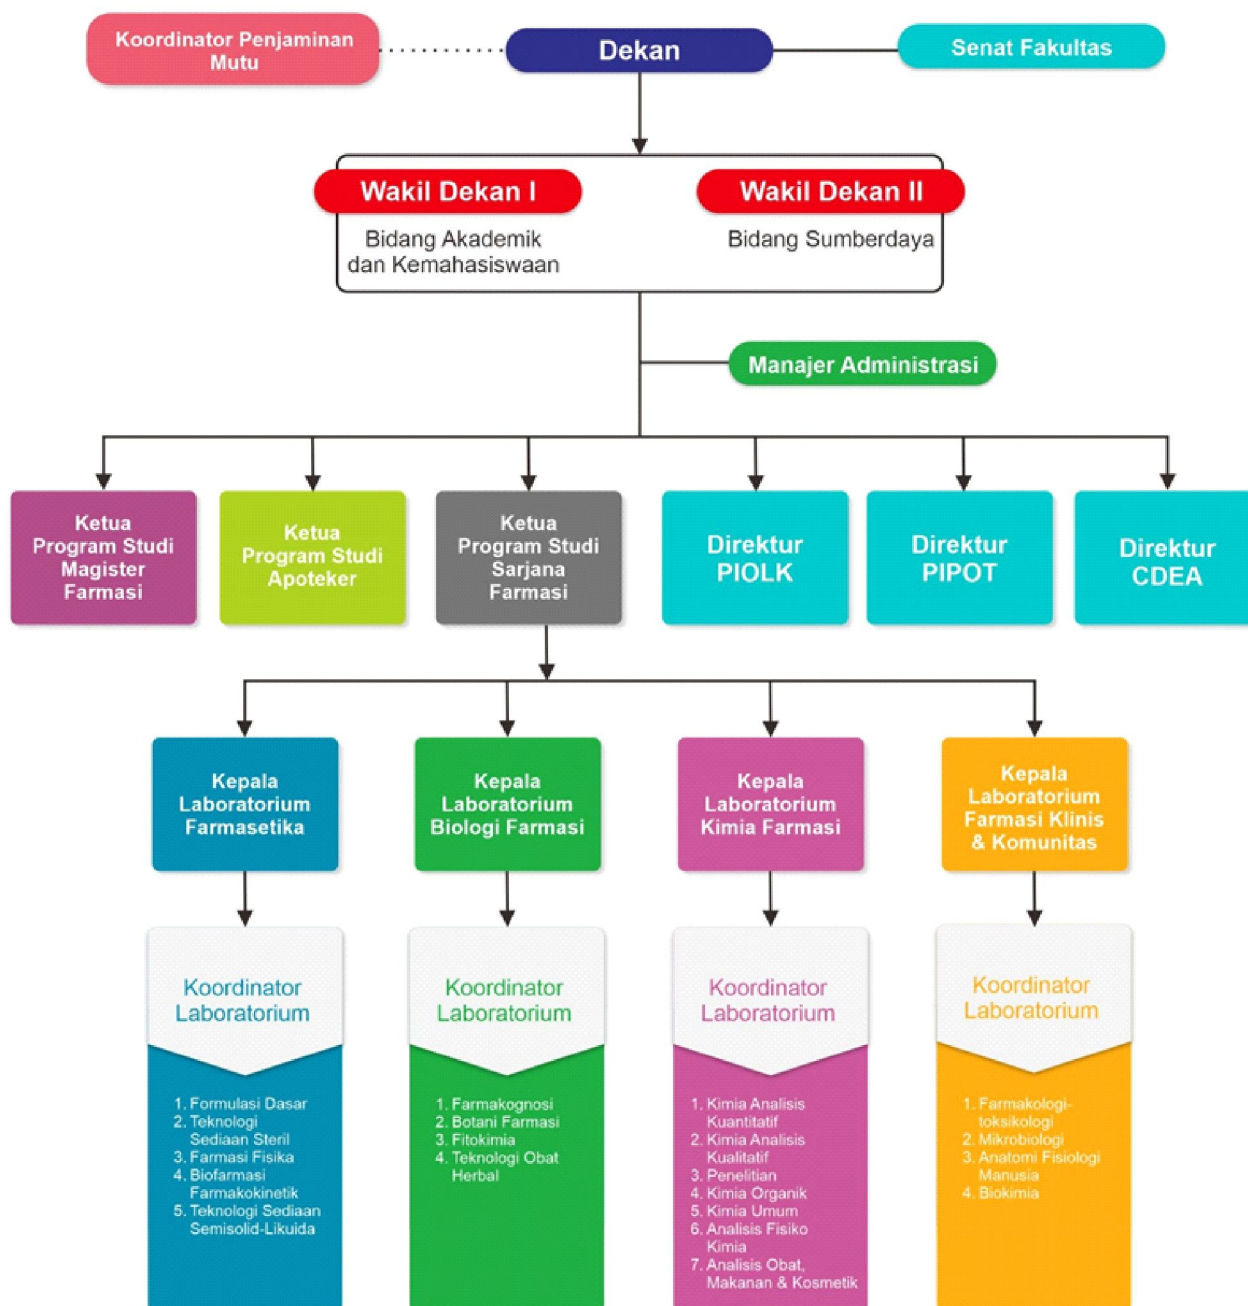 Koordinator Penjaminan
Mutu
Dekan
Senat Fakultas
Wakil Dekan I
Bidang Akademik
dan Kemahasiswaan
Wakil Dekan II
Bidang Sumberdaya
Manajer Administrasi
Ketua
Program Studi
Magister
Farmasi
Ketua
Program Studi
Apoteker
Ketua
Program Studi
Sarjana
Farmasi
Direktur
PIOLK
Direktur
PIPOT
Direktur
CDEA
Kepala
Laboratorium
Farmasetika
Kepala
Laboratorium
Biologi Farmasi
Kepala
Laboratorium
Kimia Farmasi
Kepala
Laboratorium
Farmasi Klinis
& Komunitas
Koordinator
Laboratorium
1. Formulasi Dasar
2. Teknologi
Sediaan Steril
3. Farmasi Fisika
4. Biofarmasi
Farmakokinetik
5. Teknologi Sediaan
Semisolid-Likuida
Koordinator
Laboratorium
1. Farmakognosi
2. Botani Farmasi
3. Fitokimia
4. Teknologi Obat
Herbal
Koordinator
Laboratorium
1. Kimia Analisis
Kuantitatif
2. Kimia Analisis
Kualitatif
3. Penelitian
4. Kimia Organik
5. Kimia Umum
6. Analisis Fisiko
Kimia
7. Analisis Obat,
Makanan & Kosmetik
Koordinator
Laboratorium
1. Farmakologi-
toksikologi
2. Mikrobiologi
3. Anatomi Fisiologi
Manusia
4. Biokimia